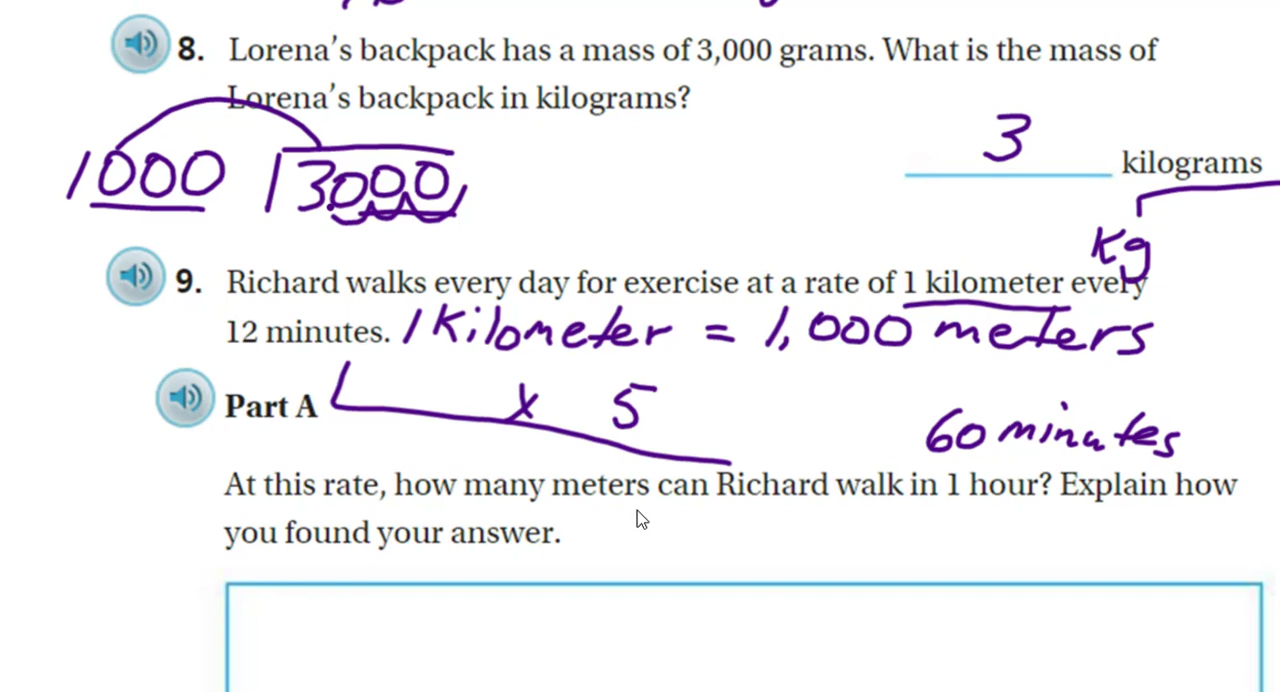 8. Lorena's backpack has a mass of 3,000 grams. What is the mass of
Lorena's backpack in kilograms?
1000 3000
3 kilograms
kg
9. Richard walks every day for exercise at a rate of 1 kilometer every
12 minutes. 1 Kilometer = 1,000 meters
Part A x 5
60 minutes
At this rate, how many meters can Richard walk in 1 hour? Explain how
you found your answer.